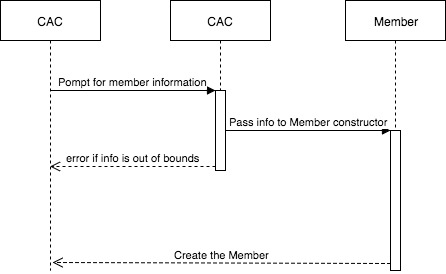 CAC
CAC
Member
Pompt for member information
Pass info to Member constructor
error if info is out of bounds
Create the Member